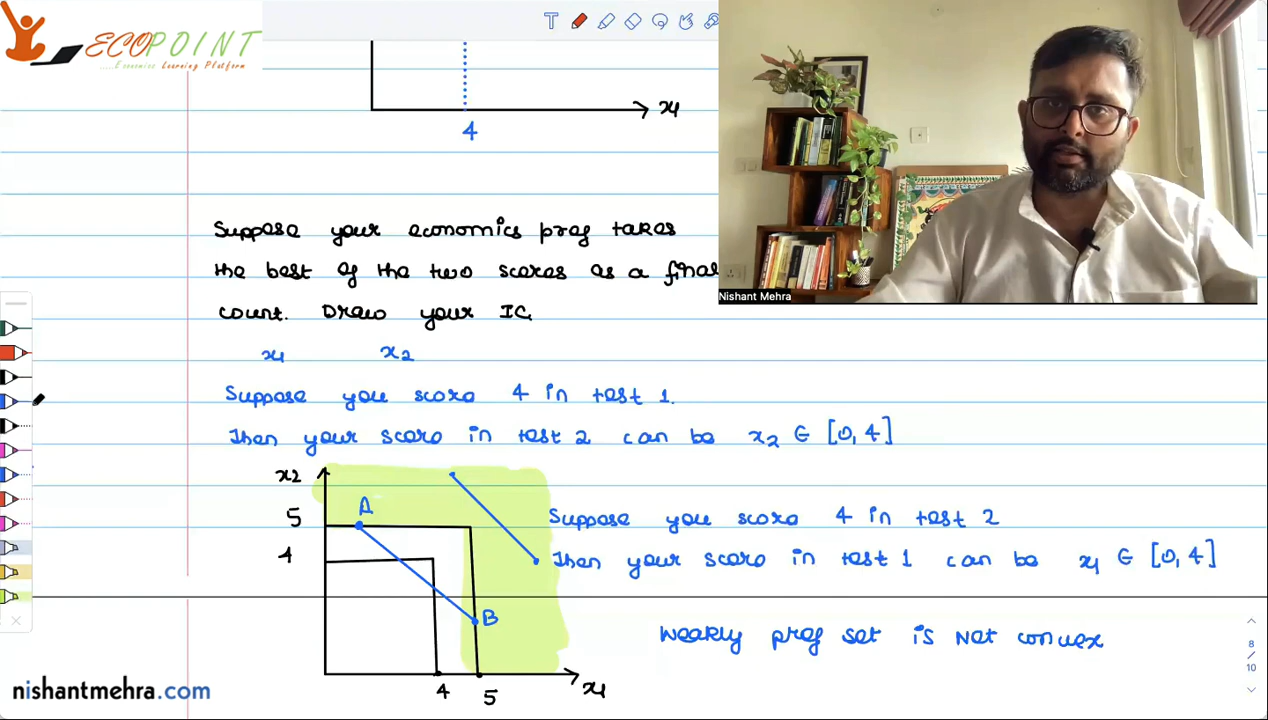 ECOPOINT
.....Economics Learning Platform
T
x1
4
Suppose your economics prof takes
the best of the two scores as a final
count. Draw your IC
Nishant Mehra
x1 x2
Suppose you score 4 in test 1.
Then your score in test 2 can be x2 ∈ [0, 4]
x2
A
5
4
B
4
5
x1
Suppose you score 4 in test 2
Then your score in test 1 can be x1 ∈ [0, 4]
Weakly pref set is not convex
8
/
10
nishantmehra.com